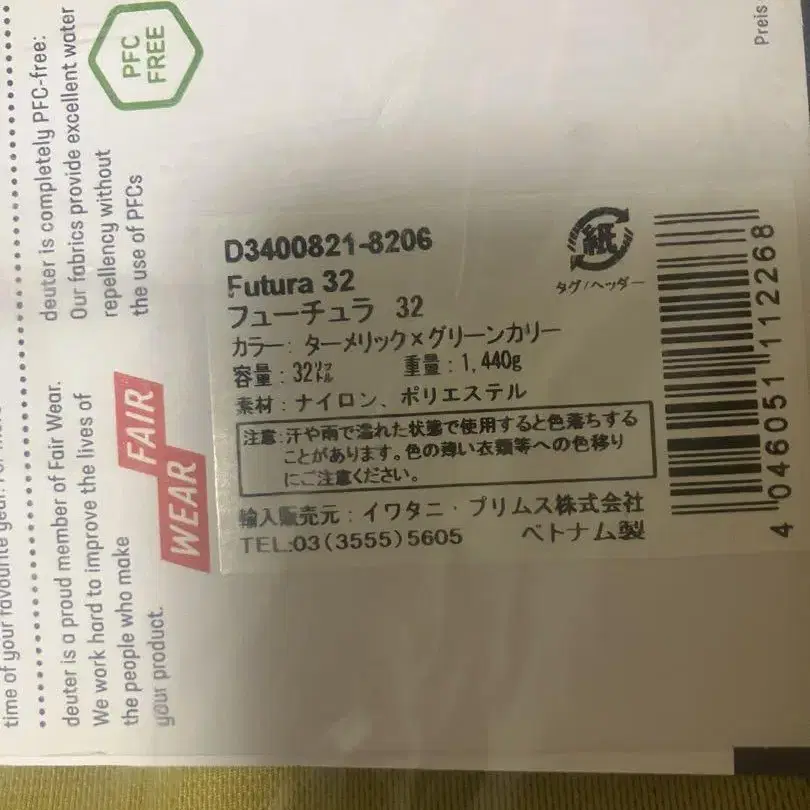 time of your favourite gear.
deuter is a proud member of Fair Wear.
We work hard to improve the lives of
the people who make
your product.
FAIR
WEAR
deuter is completely PFC-free:
Our fabrics provide excellent water
repellency without
the use of PFCs
PFC
FREE
D3400821-8206
Futura 32
フューチュラ 32
カラー: ターメリック×グリーンカリー
容量:32㍑ 重量:1,440g
素材:ナイロン、ポリエステル
注意:汗や雨で濡れた状態で使用すると色落ちする
ことがあります。色の薄い衣類等への色移り
にご注意ください。
輸入販売元:イワタニ・プリムス株式会社
TEL:03(3555)5605 ベトナム製
紙
タグ/ヘッダー
4 046051 112268
Preis